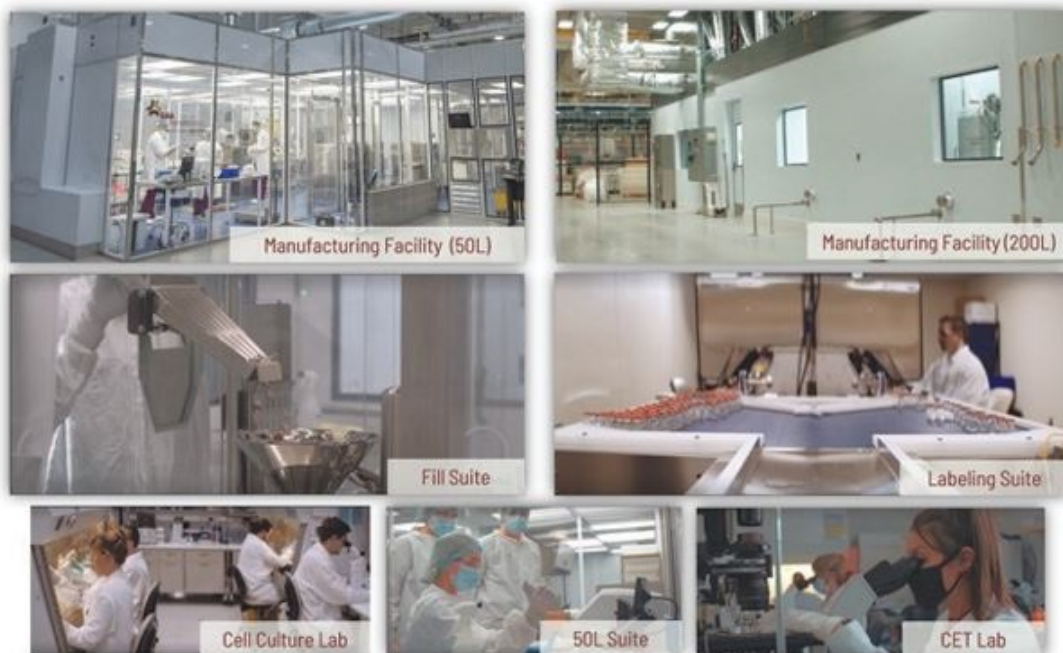 Manufacturing Facility (50L)
Manufacturing Facility (200L)
Fill Suite
Labeling Suite
Cell Culture Lab
50L Suite
CET Lab